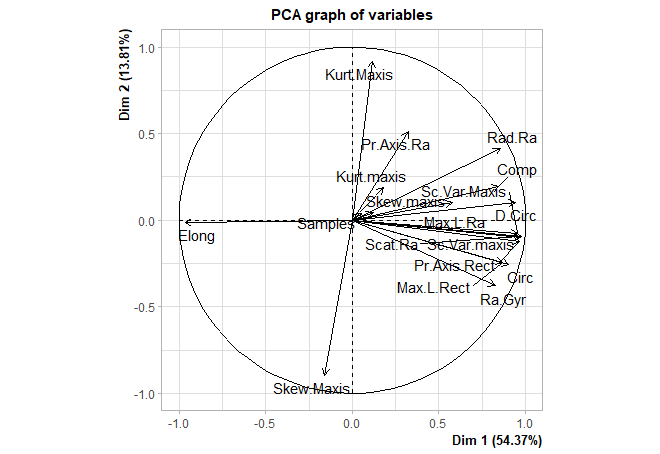 PCA graph of variables
Dim 2 (13.81%)
1.0
0.5
0.0
-0.5
-1.0
Kurt.Maxis
Pr.Axis.Ra
Rad.Ra
Kurt.maxis
Comp
Sc.Var.Maxis
Skew.maxis
D.Circ
Samples
Max.L.Ra
Elong
Scat.Ra
Sc.Var.maxis
Pr.Axis.Rect
Circ
Max.L.Rect
Ra.Gyr
Skew.Maxis
-1.0
-0.5
0.0
0.5
1.0
Dim 1 (54.37%)